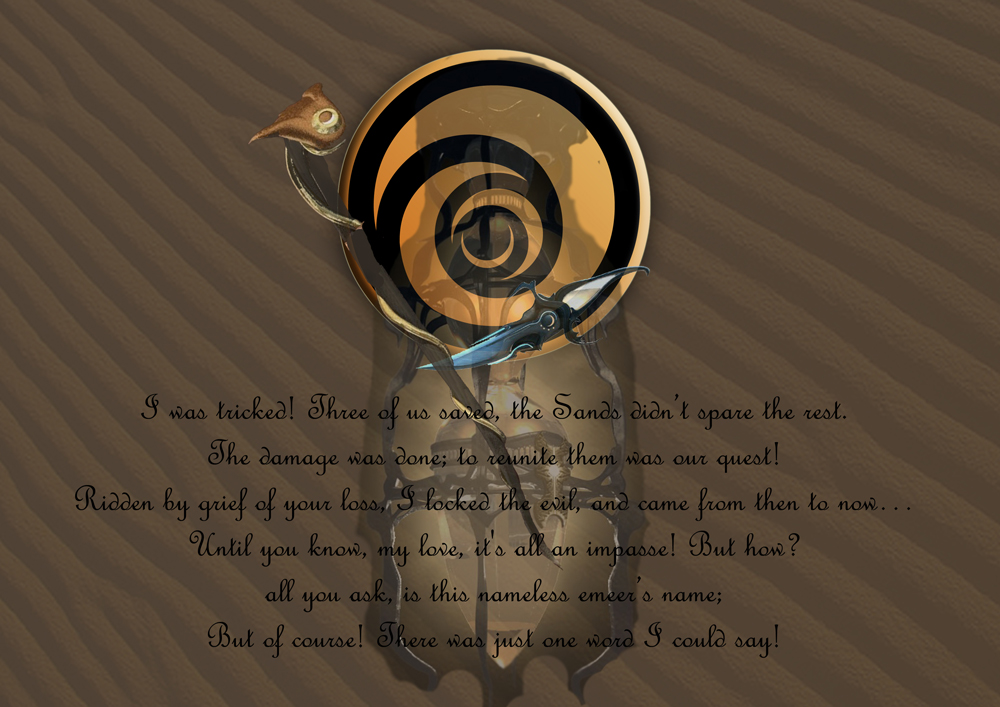 I was tricked! Three of us saved, the Sands didn't spare the rest.
The damage was done; to reunite them was our quest!
Ridden by grief of your loss, I locked the evil, and came from then to now...
Until you know, my love, it's all an impasse! But how?
all you ask, is this nameless emeer's name;
But of course! There was just one word I could say!